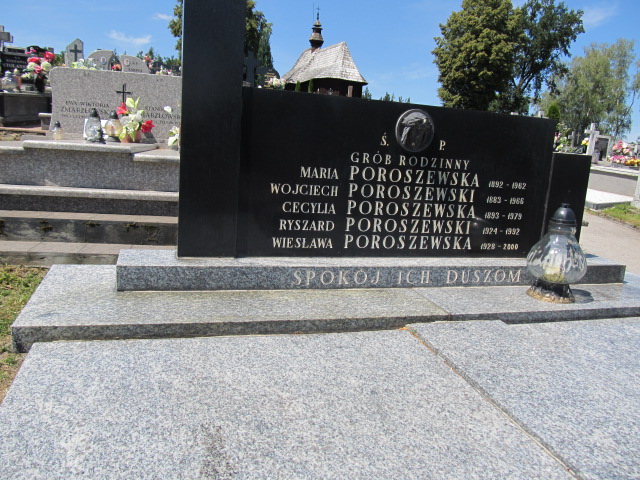 Ś. P.
GRÓB RODZINNY
MARIA POROSZEWSKA 1892 - 1962
WOJCIECH POROSZEWSKI 1883 - 1966
CECYLIA POROSZEWSKA 1893 - 1979
RYSZARD POROSZEWSKI 1924 - 1992
WIESŁAWA POROSZEWSKA 1928 - 2000
SPOKÓJ ICH DUSZOM